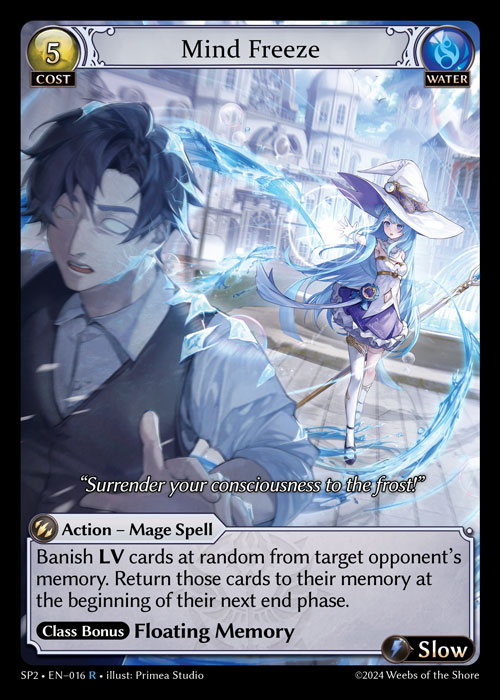 5
COST
Mind Freeze
WATER
“Surrender your consciousness to the frost!”
Action – Mage Spell
Banish LV cards at random from target opponent's
memory. Return those cards to their memory at
the beginning of their next end phase.
Class Bonus Floating Memory
Slow
SP2 • EN–016 R • illust: Primea Studio
©2024 Weebs of the Shore